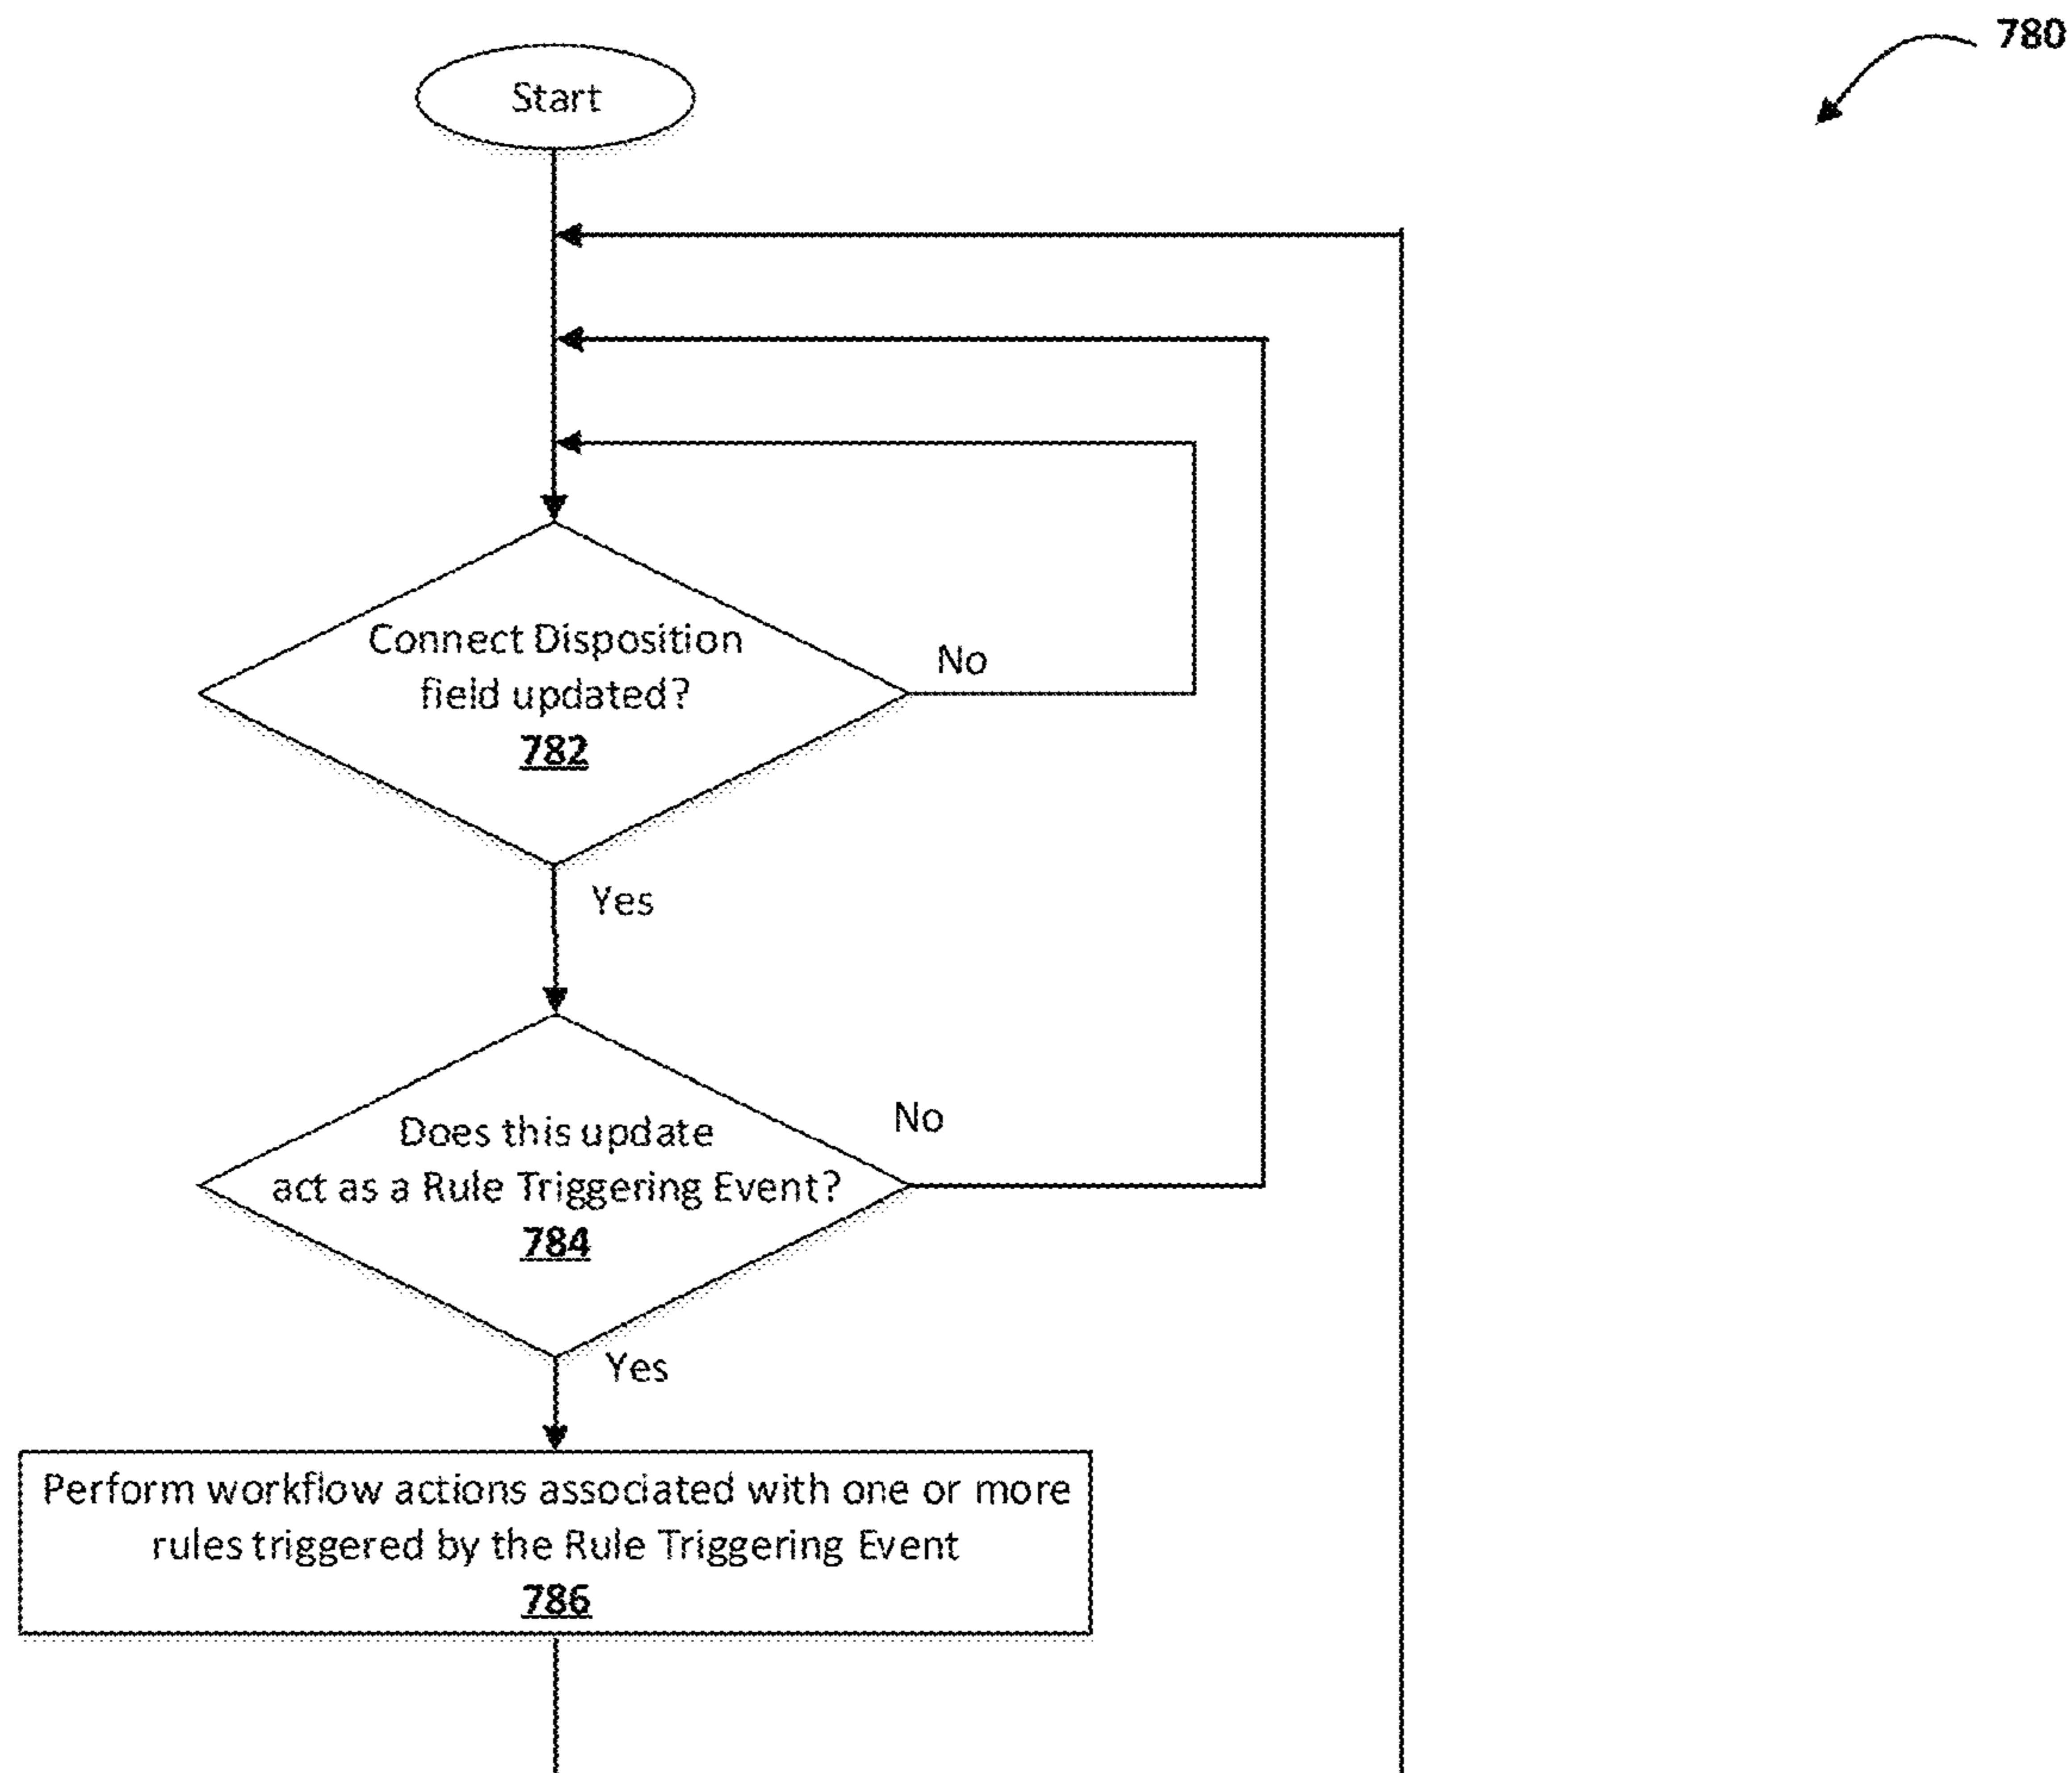 780
Start
Connect Disposition
field updated?
782
No
Yes
Does this update
act as a Rule Triggering Event?
784
No
Yes
Perform workflow actions associated with one or more
rules triggered by the Rule Triggering Event
786